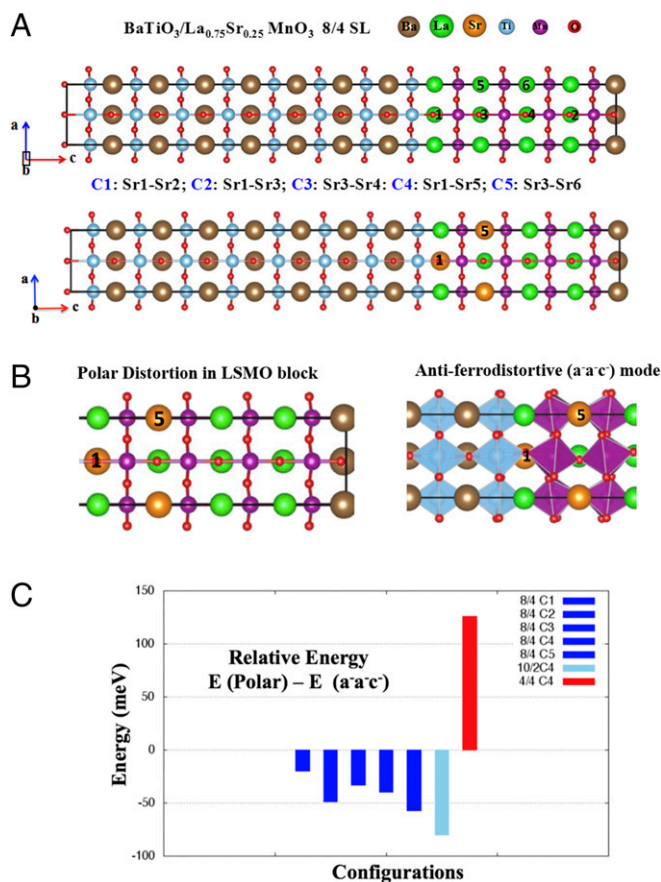 A
BaTiO3/La0.75Sr0.25 MnO3 8/4 SL Ba La Sr Ti Mn O
5 6
1 3 4 2
a
b c
C1: Sr1-Sr2; C2: Sr1-Sr3; C3: Sr3-Sr4: C4: Sr1-Sr5; C5: Sr3-Sr6
5
1
a
b c
B
Polar Distortion in LSMO block Anti-ferrodistortive (a-a-c-) mode
5 5
1 1
C
150
100
50
0
-50
-100
Energy (meV)
Relative Energy
E (Polar) – E (a-a-c-)
8/4 C1
8/4 C2
8/4 C3
8/4 C4
8/4 C5
10/2C4
4/4 C4
Configurations